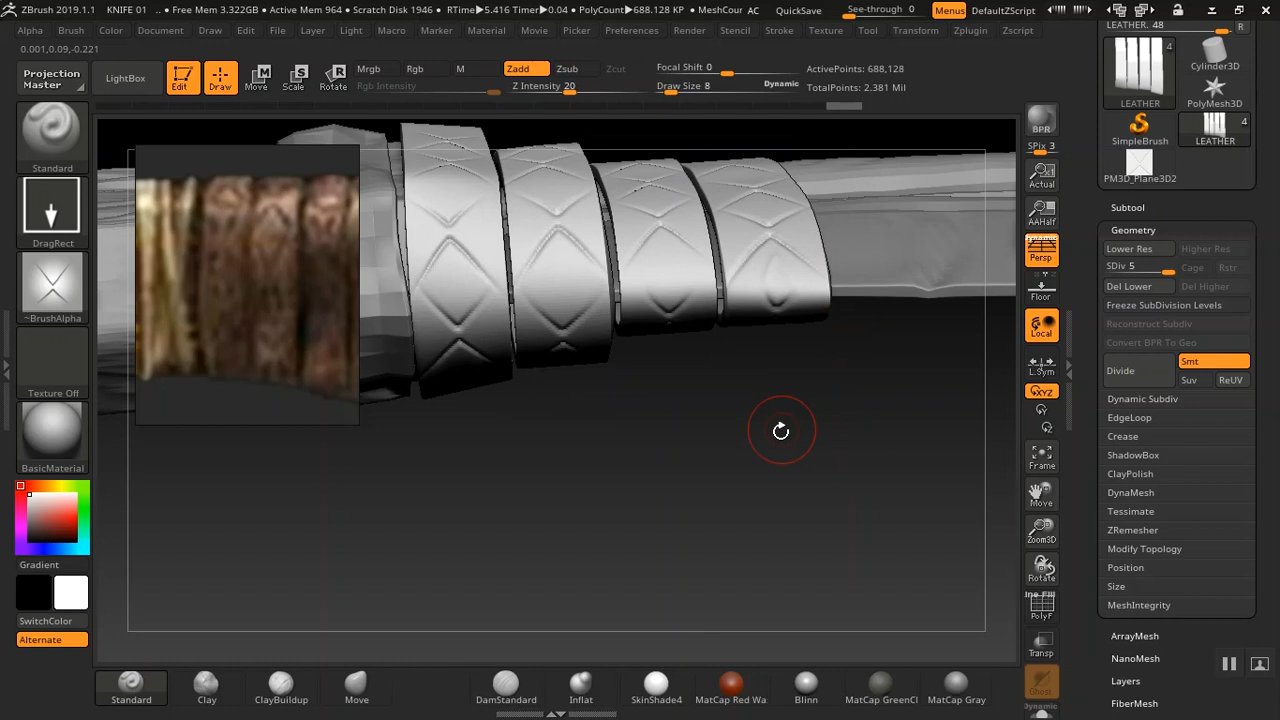 ZBrush 2019.1.1 KNIFE 01 • Free Mem 3.322GB • Active Mem 964 • Scratch Disk 1946 • RTime▶5.416 Timer▶0.04 • PolyCount▶688.128 KP • MeshCour AC QuickSave See-through 0 Menus DefaultZScript
Alpha Brush Color Document Draw Edit File Layer Light Macro Marker Material Movie Picker Preferences Render Stencil Stroke Texture Tool Transform Zplugin Zscript
0.001,0.09,-0.221
LEATHER. 48 R
Projection Master
LightBox
Edit
Draw
Move
Scale
Rotate
Mrgb Rgb M
Rgb Intensity
Zadd Zsub Zcut
Z Intensity 20
Focal Shift 0
Draw Size 8 Dynamic
ActivePoints: 688,128
TotalPoints: 2.381 Mil
Standard
DragRect
~BrushAlpha
Texture Off
BasicMaterial
Gradient
SwitchColor
Alternate
BPR
SPix 3
Actual
AAHalf
Dynamic
Persp
Floor
Local
L.Sym
XYZ
Frame
Move
Zoom3D
Rotate
Line Fill
PolyF
Transp
Ghost
Dynamic
4
LEATHER
Cylinder3D
PolyMesh3D
SimpleBrush
4
LEATHER
PM3D_Plane3D2
Subtool
Geometry
Lower Res Higher Res
SDiv 5 Cage Rstr
Del Lower Del Higher
Freeze SubDivision Levels
Reconstruct Subdiv
Convert BPR To Geo
Divide Smt
Suv ReUV
Dynamic Subdiv
EdgeLoop
Crease
ShadowBox
ClayPolish
DynaMesh
Tessimate
ZRemesher
Modify Topology
Position
Size
MeshIntegrity
ArrayMesh
NanoMesh
Layers
FiberMesh
Standard Clay ClayBuildup Move DamStandard Inflat SkinShade4 MatCap Red Wa Blinn MatCap GreenCl MatCap Gray